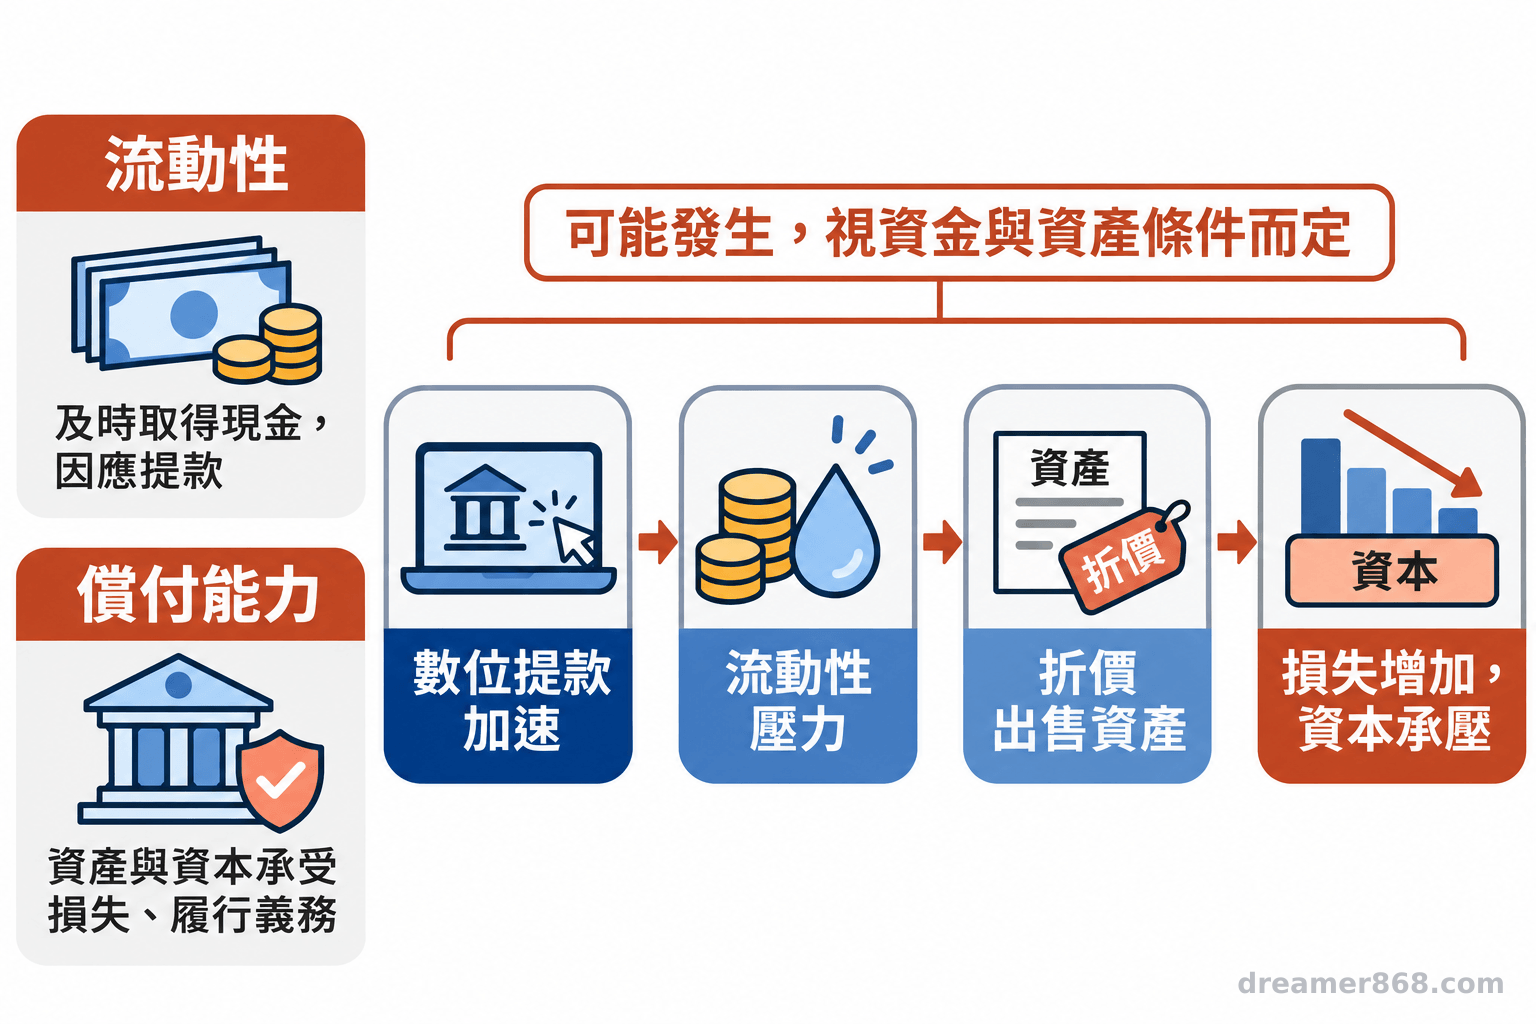 流動性
及時取得現金，
因應提款
償付能力
資產與資本承受
損失、履行義務
可能發生，視資金與資產條件而定
數位提款
加速
流動性
壓力
資產
折價
折價
出售資產
資本
損失增加，
資本承壓
dreamer868.com